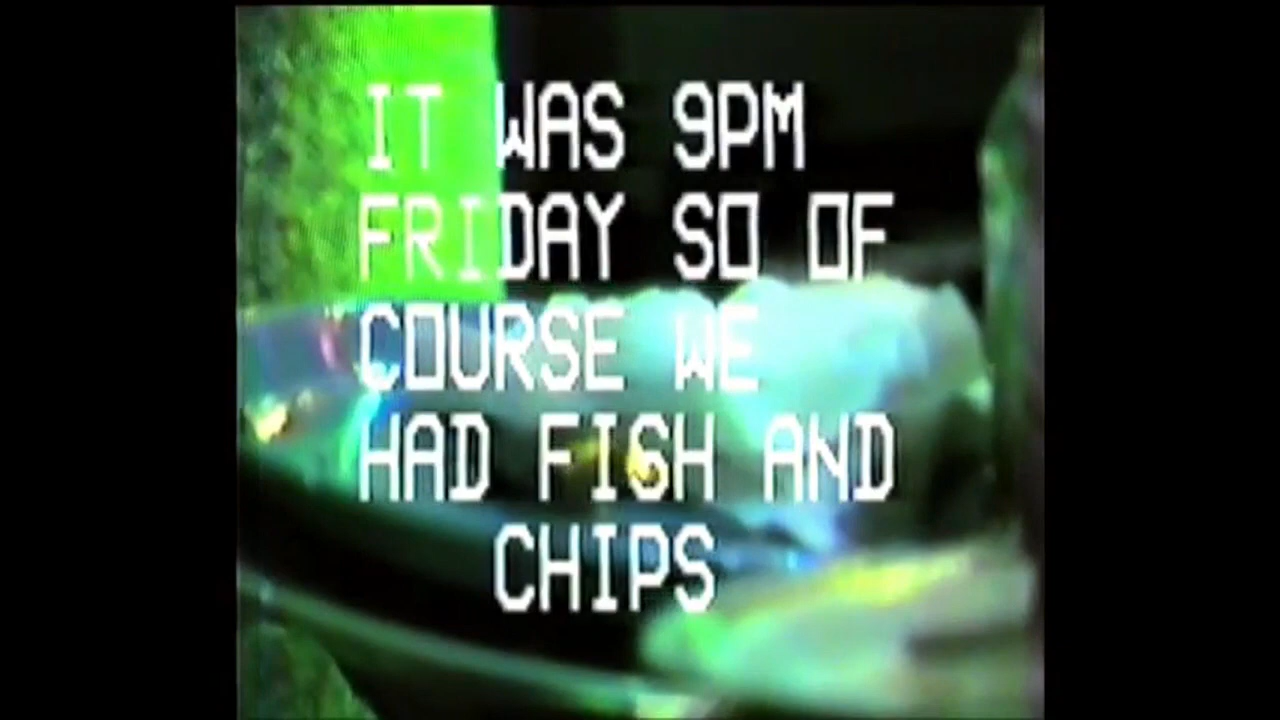 IT WAS 9PM
FRIDAY SO OF
COURSE WE
HAD FISH AND
CHIPS